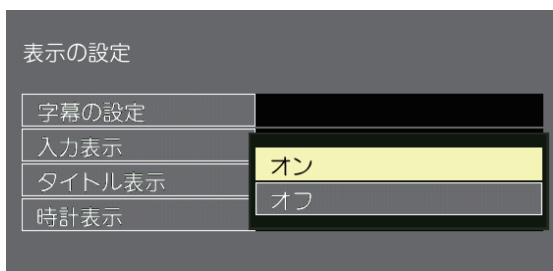 表示の設定
字幕の設定
入力表示
オン
タイトル表示
オフ
時計表示